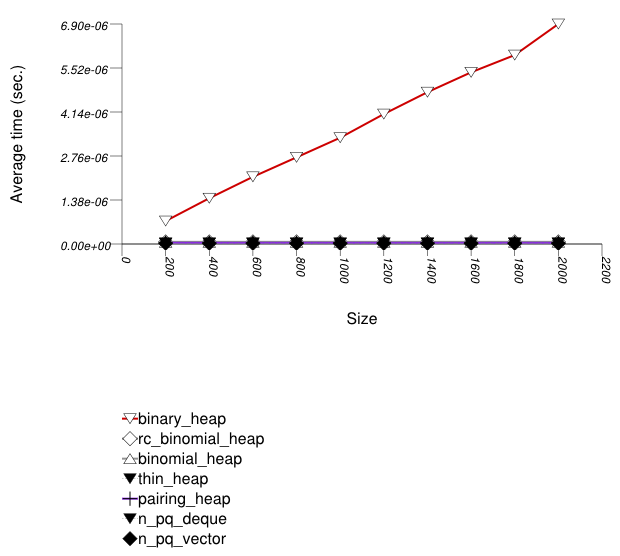 Average time (sec.)
6.90e-06
5.52e-06
4.14e-06
2.76e-06
1.38e-06
0.00e+00
0 200 400 600 800 1000 1200 1400 1600 1800 2000 2200
Size
binary_heap
rc_binomial_heap
binomial_heap
thin_heap
pairing_heap
n_pq_deque
n_pq_vector